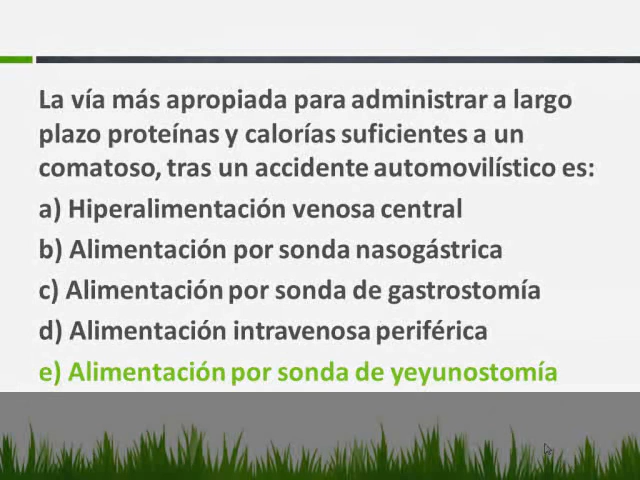 La vía más apropiada para administrar a largo
plazo proteínas y calorías suficientes a un
comatoso, tras un accidente automovilístico es:
a) Hiperalimentación venosa central
b) Alimentación por sonda nasogástrica
c) Alimentación por sonda de gastrostomía
d) Alimentación intravenosa periférica
e) Alimentación por sonda de yeyunostomía